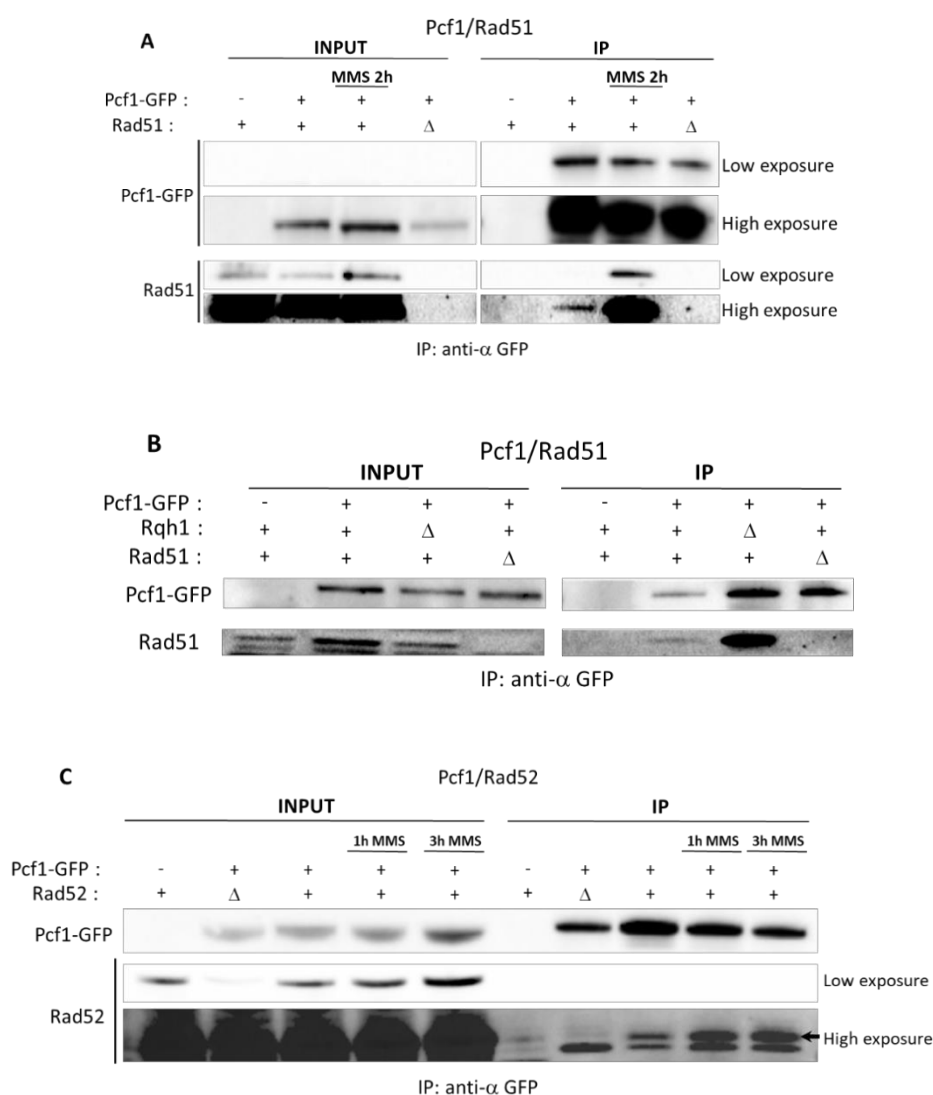 A
Pcf1/Rad51
INPUT IP
MMS 2h MMS 2h
Pcf1-GFP : - + + + - + + +
Rad51 : + + + Δ + + + Δ
Pcf1-GFP
Low exposure
High exposure
Rad51
Low exposure
High exposure
IP: anti-α GFP
B
Pcf1/Rad51
INPUT IP
Pcf1-GFP : - + + + - + + +
Rqh1 : + + Δ + + + Δ +
Rad51 : + + + Δ + + + Δ
Pcf1-GFP
Rad51
IP: anti-α GFP
C
Pcf1/Rad52
INPUT IP
1h MMS 3h MMS 1h MMS 3h MMS
Pcf1-GFP : - + + + + - + + + +
Rad52 : + Δ + + + + Δ + + +
Pcf1-GFP
Rad52
Low exposure
High exposure
IP: anti-α GFP